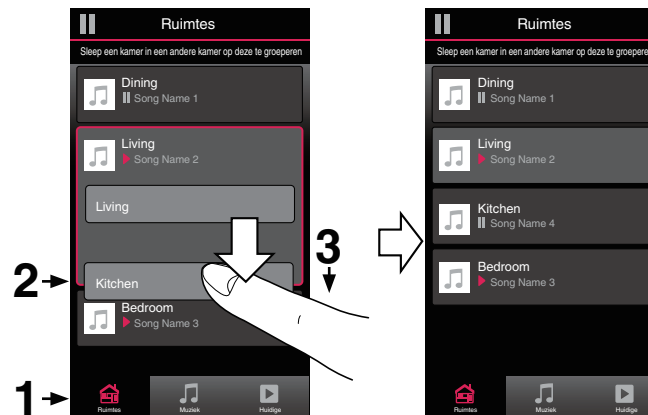 Ruimtes
Sleep een kamer in een andere kamer op deze te groeperen
Dining
Song Name 1
Living
Song Name 2
Living
Kitchen
Bedroom
Song Name 3
Ruimtes
Muziek
Huidige
1
2
3
Ruimtes
Sleep een kamer in een andere kamer op deze te groeperen
Dining
Song Name 1
Living
Song Name 2
Kitchen
Song Name 4
Bedroom
Song Name 3
Ruimtes
Muziek
Huidige